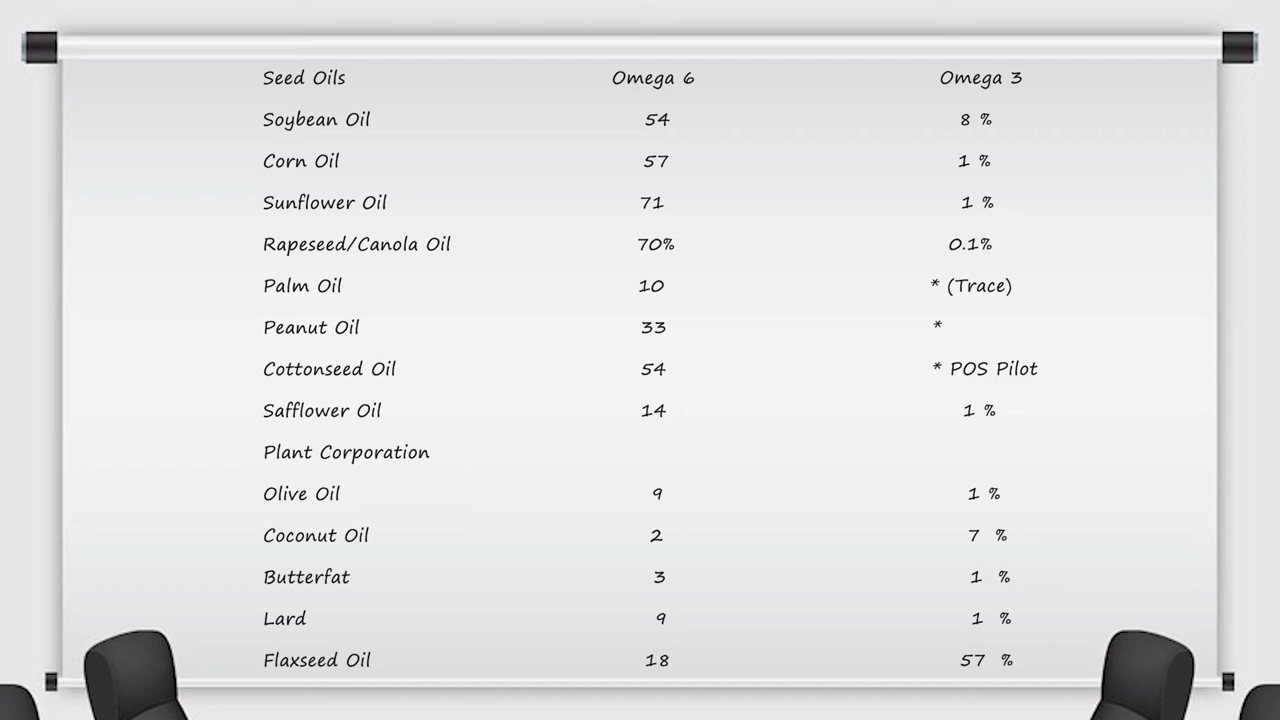 Seed Oils Omega 6 Omega 3
Soybean Oil 54 8 %
Corn Oil 57 1 %
Sunflower Oil 71 1 %
Rapeseed/Canola Oil 70% 0.1%
Palm Oil 10 * (Trace)
Peanut Oil 33 *
Cottonseed Oil 54 * POS Pilot
Safflower Oil 14 1 %
Plant Corporation
Olive Oil 9 1 %
Coconut Oil 2 7 %
Butterfat 3 1 %
Lard 9 1 %
Flaxseed Oil 18 57 %